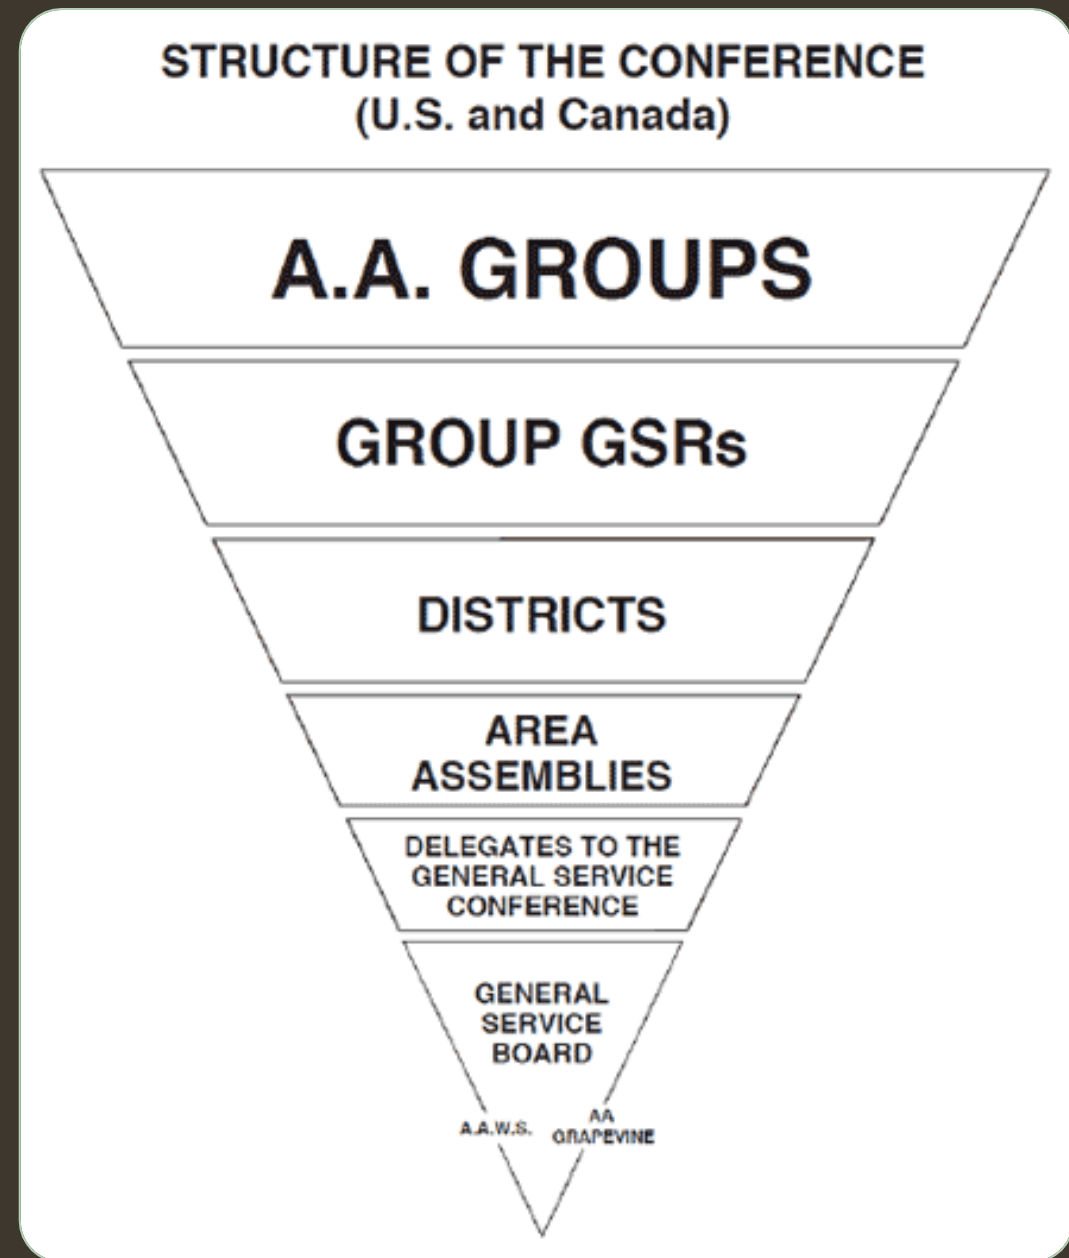 STRUCTURE OF THE CONFERENCE
(U.S. and Canada)
A.A. GROUPS
GROUP GSRs
DISTRICTS
AREA
ASSEMBLIES
DELEGATES TO THE
GENERAL SERVICE
CONFERENCE
GENERAL
SERVICE
BOARD
A.A.W.S.
AA
GRAPEVINE